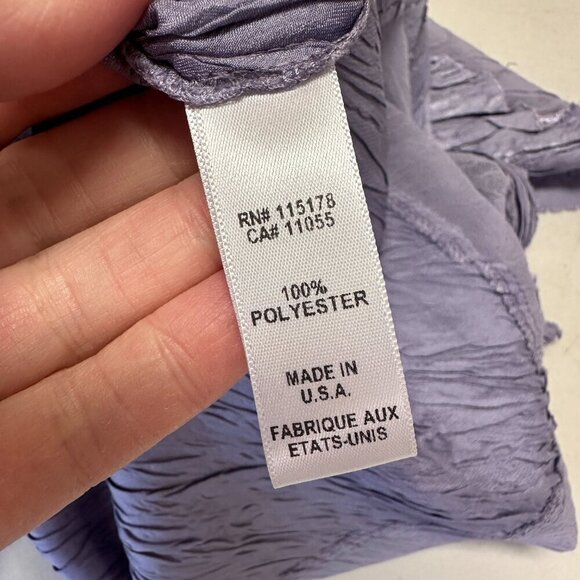 RN# 115178
CA# 11055
100%
POLYESTER
MADE IN
U.S.A.
FABRIQUE AUX
ETATS-UNIS